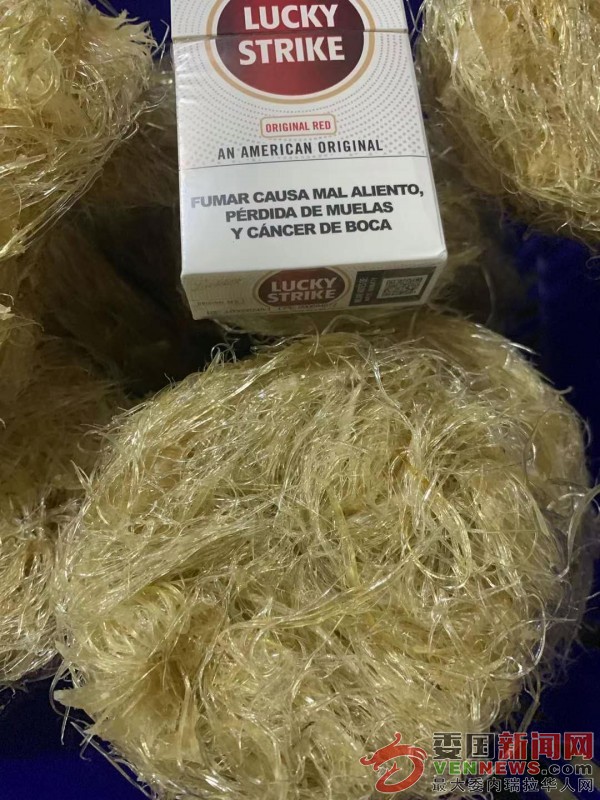 LUCKY
STRIKE
ORIGINAL RED
AN AMERICAN ORIGINAL
FUMAR CAUSA MAL ALIENTO,
PÉRDIDA DE MUELAS
Y CÁNCER DE BOCA
LUCKY
STRIKE
委国新闻网
VENNEWS.com
最大委内瑞拉华人网